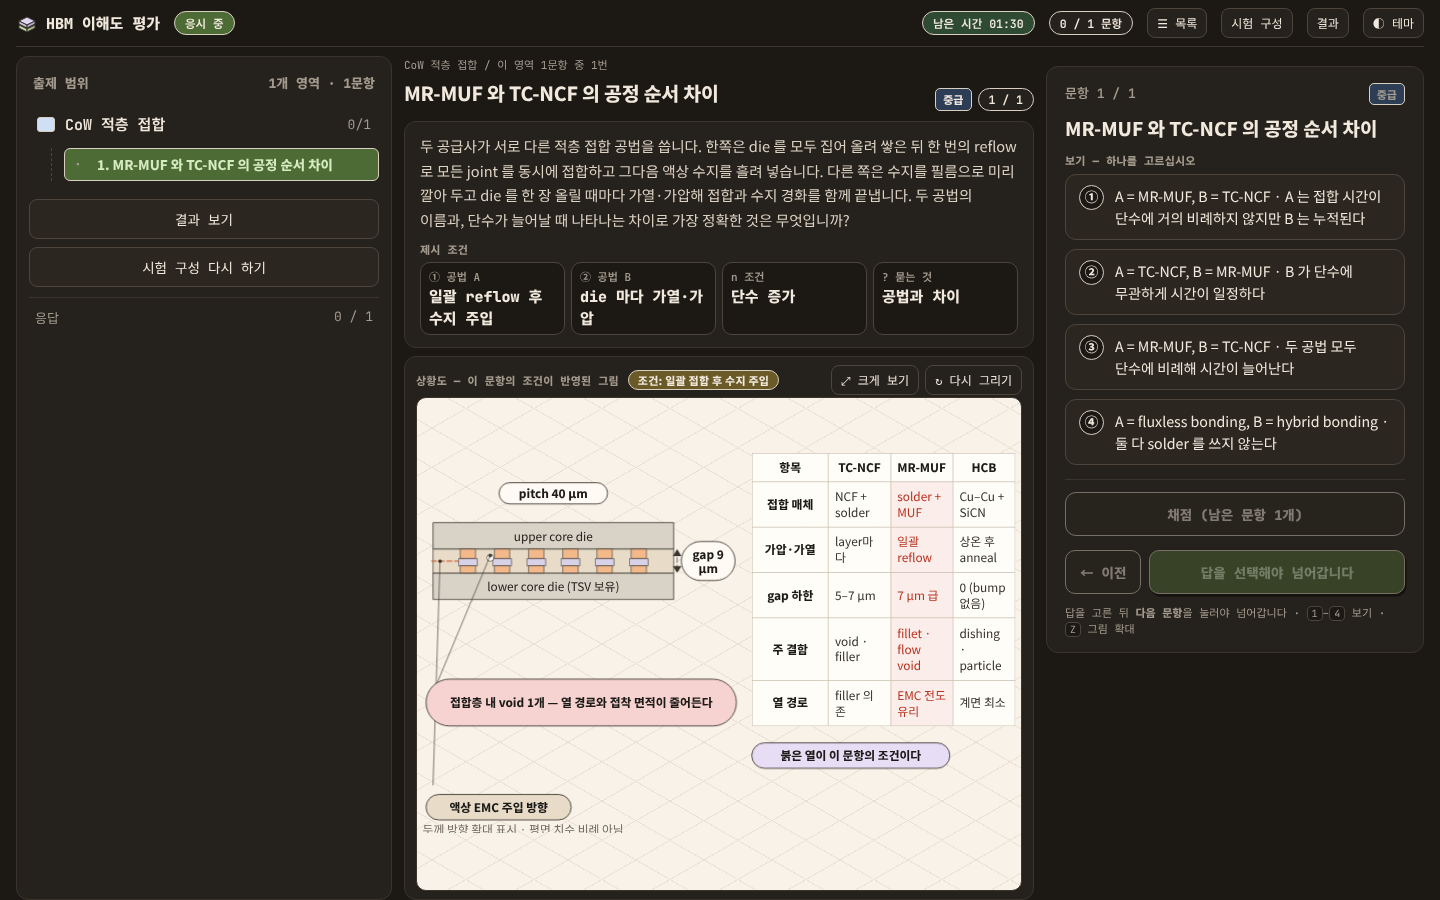 HBM 이해도 평가
응시 중
남은 시간 01:30
0 / 1 문항
☰ 목록
시험 구성
결과
◐ 테마
출제 범위
1개 영역 · 1문항
CoW 적층 접합
0/1
· 1. MR-MUF 와 TC-NCF 의 공정 순서 차이
결과 보기
시험 구성 다시 하기
응답
0 / 1
CoW 적층 접합 / 이 영역 1문항 중 1번
MR-MUF 와 TC-NCF 의 공정 순서 차이
중급
1 / 1
두 공급사가 서로 다른 적층 접합 공법을 씁니다. 한쪽은 die 를 모두 집어 올려 쌓은 뒤 한 번의 reflow
로 모든 joint 를 동시에 접합하고 그다음 액상 수지를 흘려 넣습니다. 다른 쪽은 수지를 필름으로 미리
깔아 두고 die 를 한 장 올릴 때마다 가열·가압해 접합과 수지 경화를 함께 끝냅니다. 두 공법의
이름과, 단수가 늘어날 때 나타나는 차이로 가장 정확한 것은 무엇입니까?
제시 조건
① 공법 A
일괄 reflow 후
수지 주입
② 공법 B
die 마다 가열·가
압
n 조건
단수 증가
? 묻는 것
공법과 차이
상황도 — 이 문항의 조건이 반영된 그림
조건: 일괄 접합 후 수지 주입
⤢ 크게 보기
↻ 다시 그리기
pitch 40 µm
upper core die
gap 9
µm
lower core die (TSV 보유)
접합층 내 void 1개 — 열 경로와 접착 면적이 줄어든다
액상 EMC 주입 방향
두께 방향 확대 표시 · 평면 치수 비례 아님
항목
TC-NCF
MR-MUF
HCB
접합 매체
NCF +
solder
solder +
MUF
Cu–Cu +
SiCN
가압·가열
layer마
다
일괄
reflow
상온 후
anneal
gap 하한
5–7 µm
7 µm 급
0 (bump
없음)
주 결함
void ·
filler
fillet ·
flow
void
dishing
·
particle
열 경로
filler 의
존
EMC 전도
유리
계면 최소
붉은 열이 이 문항의 조건이다
문항 1 / 1
중급
MR-MUF 와 TC-NCF 의 공정 순서 차이
보기 — 하나를 고르십시오
① A = MR-MUF, B = TC-NCF · A 는 접합 시간이
단수에 거의 비례하지 않지만 B 는 누적된다
② A = TC-NCF, B = MR-MUF · B 가 단수에
무관하게 시간이 일정하다
③ A = MR-MUF, B = TC-NCF · 두 공법 모두
단수에 비례해 시간이 늘어난다
④ A = fluxless bonding, B = hybrid bonding ·
둘 다 solder 를 쓰지 않는다
채점 (남은 문항 1개)
← 이전
답을 선택해야 넘어갑니다
답을 고른 뒤 다음 문항을 눌러야 넘어갑니다 · 1–4 보기 ·
Z 그림 확대